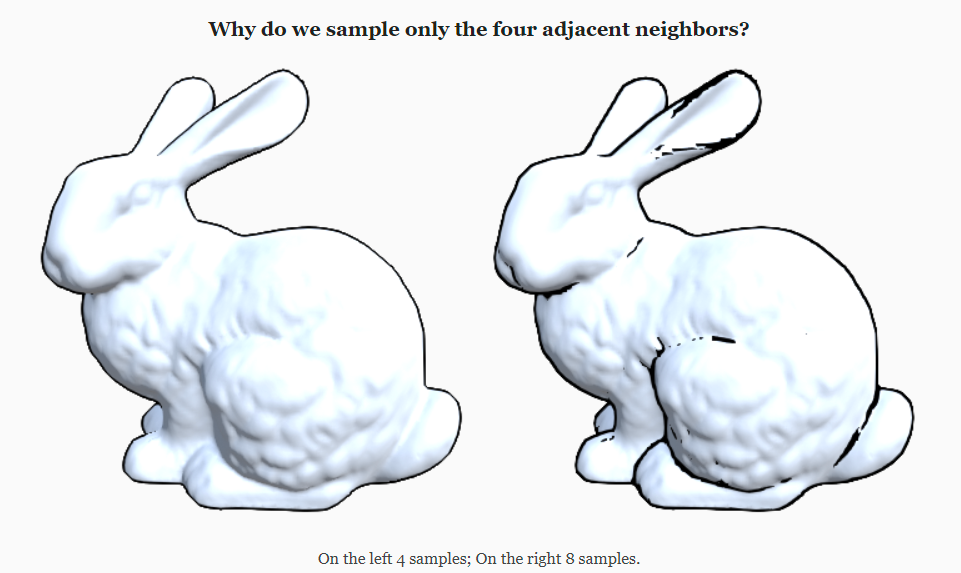 Why do we sample only the four adjacent neighbors?
On the left 4 samples; On the right 8 samples.